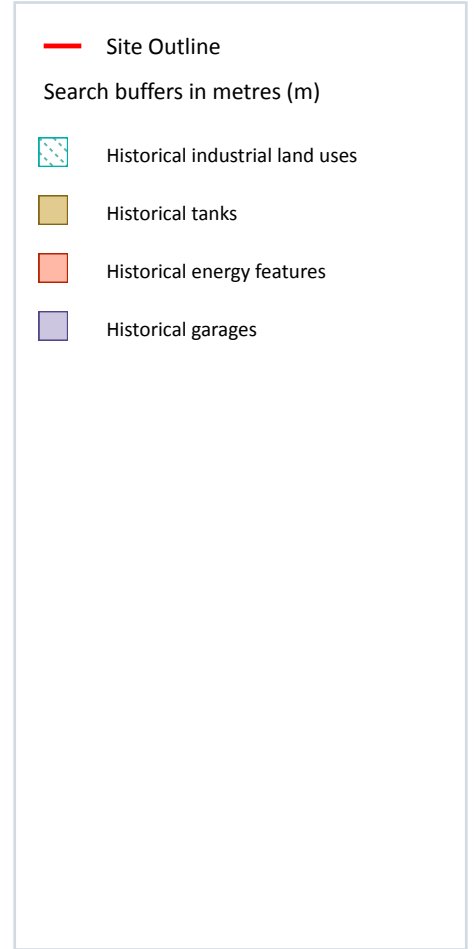 Site Outline
Search buffers in metres (m)
Historical industrial land uses
Historical tanks
Historical energy features
Historical garages